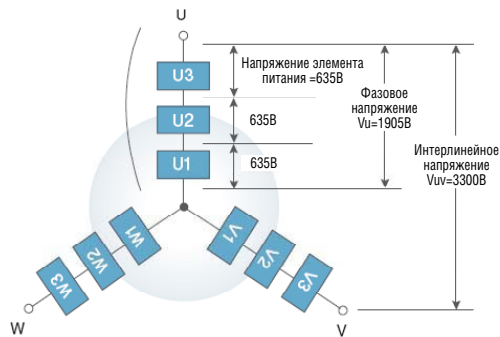 U
U3
U2
U1
Напряжение элемента
питания =635В
635В
635В
Фазовое
напряжение
Vu=1905В
Интерлинейное
напряжение
Vuv=3300В
W1
W2
W3
V1
V2
V3
W
V